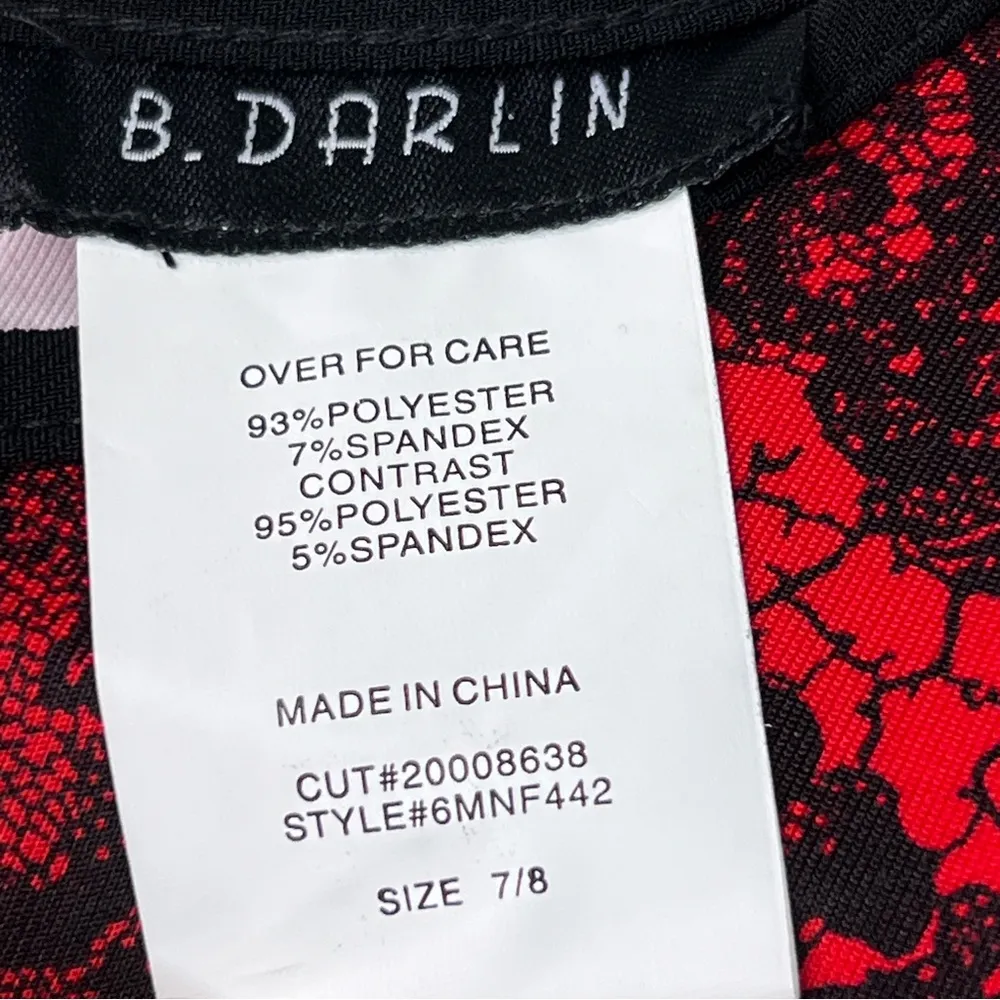 B. DARLIN
OVER FOR CARE
93%POLYESTER
7%SPANDEX
CONTRAST
95%POLYESTER
5%SPANDEX
MADE IN CHINA
CUT#20008638
STYLE#6MNF442
SIZE 7/8